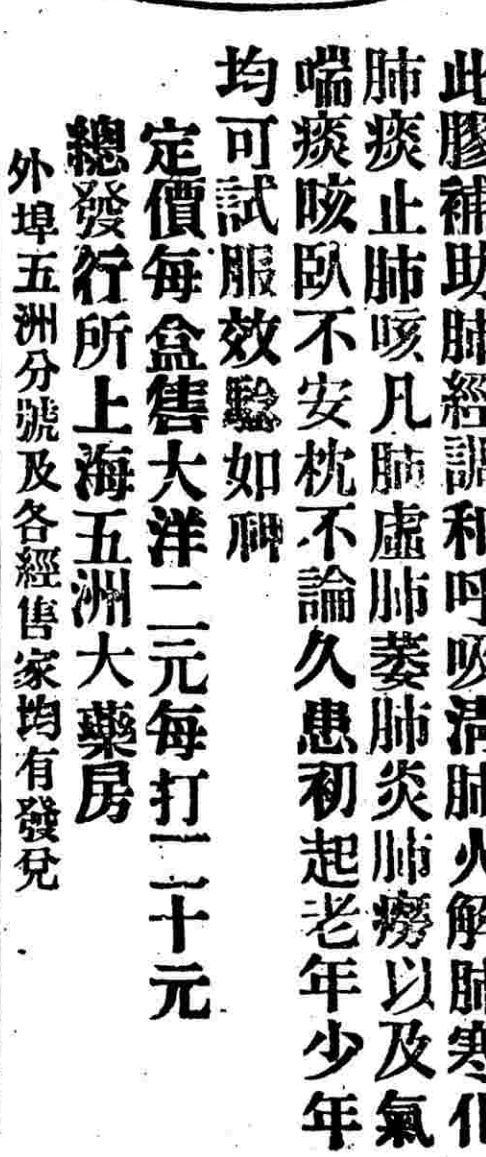 此膠補助肺經調和呼吸清肺火解肺寒化
肺痰止肺咳凡肺虛肺萎肺炎肺癆以及氣
喘痰咳臥不安枕不論久患初起老年少年
均可試服效驗如神
定價每盒售大洋二元每打二十元
總發行所上海五洲大藥房
外埠五洲分號及各經售家均有發兌